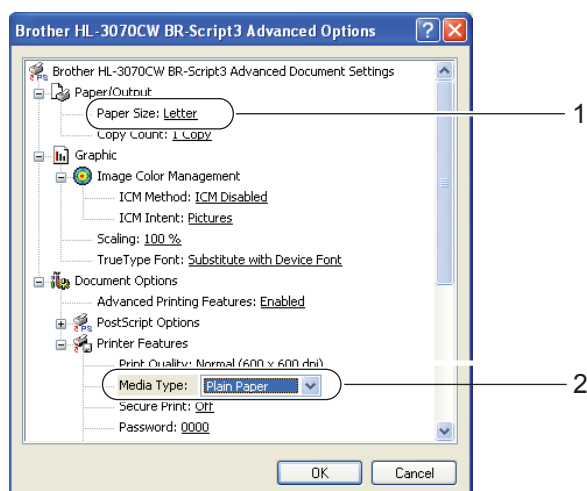 Brother HL-3070CW BR-Script3 Advanced Options
Brother HL-3070CW BR-Script3 Advanced Document Settings
Paper/Output
Paper Size: Letter
1
Copy Count: 1 Copy
Graphic
Image Color Management
ICM Method: ICM Disabled
ICM Intent: Pictures
Scaling: 100 %
TrueType Font: Substitute with Device Font
Document Options
Advanced Printing Features: Enabled
PostScript Options
Printer Features
Print Quality: Normal (600 x 600 dpi)
Media Type: Plain Paper
2
Secure Print: Off
Password: 0000
OK Cancel